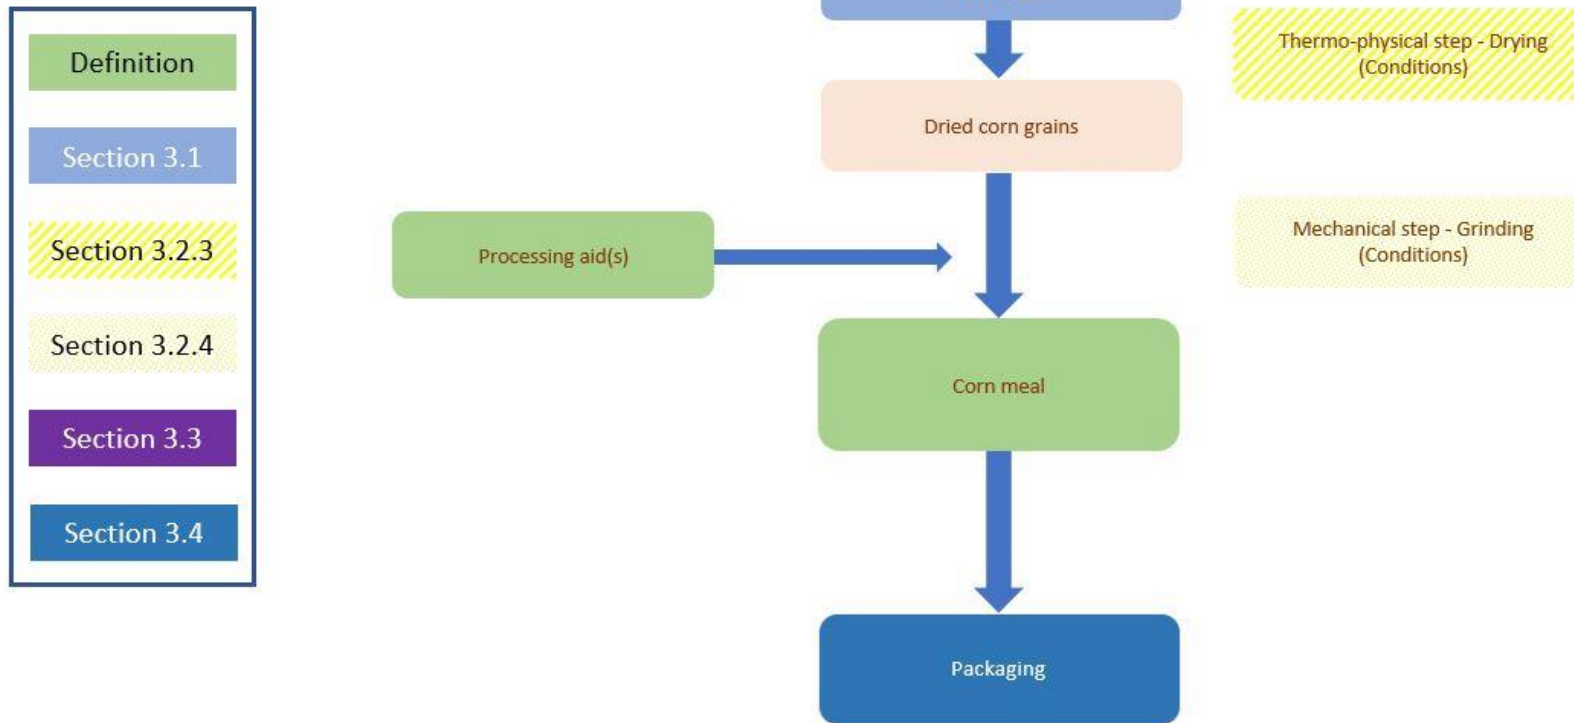 Definition
Section 3.1
Section 3.2.3
Section 3.2.4
Section 3.3
Section 3.4
Thermo-physical step - Drying
(Conditions)
Dried corn grains
Processing aid(s)
Mechanical step - Grinding
(Conditions)
Corn meal
Packaging